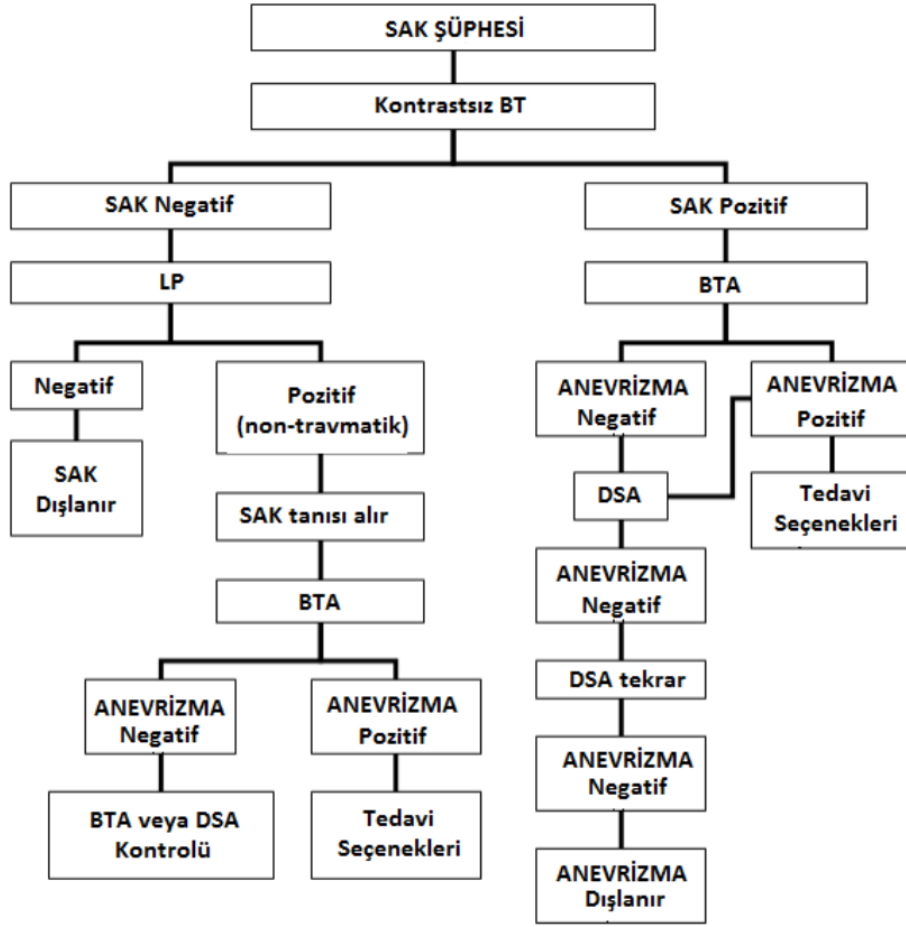 SAK ŞÜPHESİ
Kontrastsız BT
SAK Negatif
SAK Pozitif
LP
BTA
Negatif
Pozitif
(non-travmatik)
ANEVRİZMA
Negatif
ANEVRİZMA
Pozitif
SAK
Dışlanır
DSA
Tedavi
Seçenekleri
SAK tanısı alır
ANEVRİZMA
Negatif
BTA
DSA tekrar
ANEVRİZMA
Negatif
ANEVRİZMA
Pozitif
ANEVRİZMA
Negatif
BTA veya DSA
Kontrolü
Tedavi
Seçenekleri
ANEVRİZMA
Dışlanır